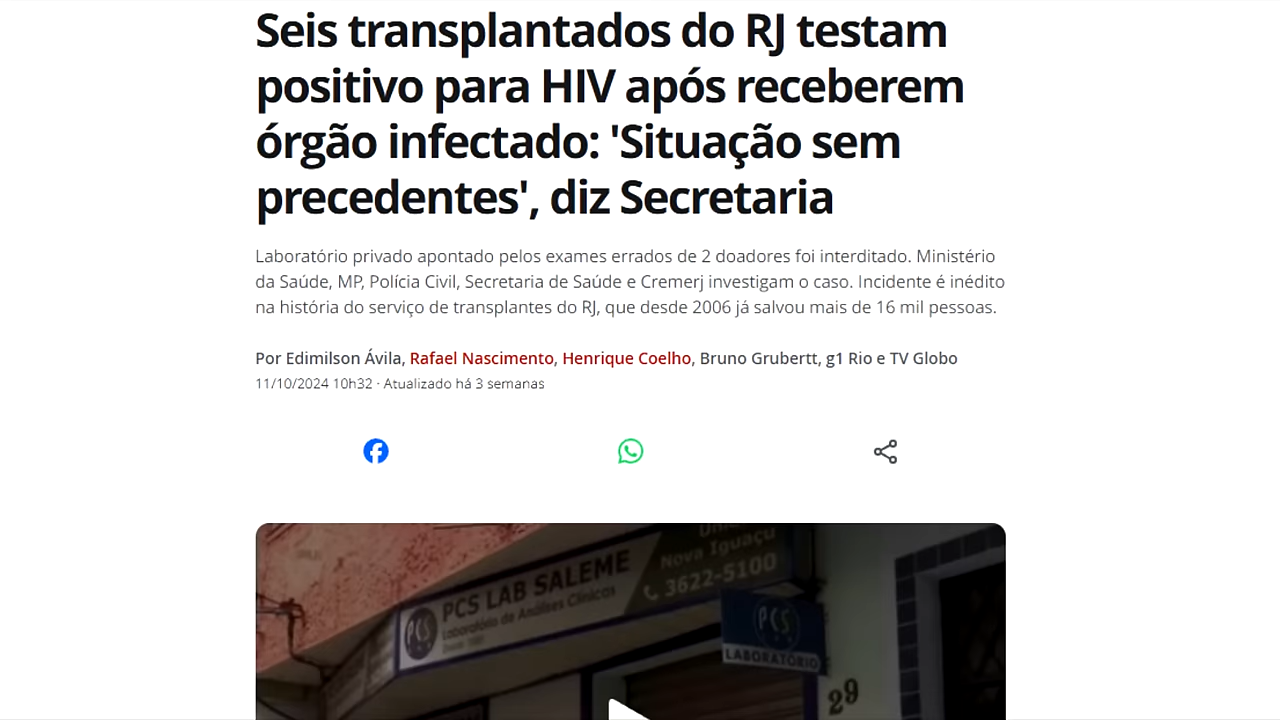 Seis transplantados do RJ testam
positivo para HIV após receberem
órgão infectado: 'Situação sem
precedentes', diz Secretaria
Laboratório privado apontado pelos exames errados de 2 doadores foi interditado. Ministério
da Saúde, MP, Polícia Civil, Secretaria de Saúde e Cremerj investigam o caso. Incidente é inédito
na história do serviço de transplantes do RJ, que desde 2006 já salvou mais de 16 mil pessoas.
Por Edimilson Ávila, Rafael Nascimento, Henrique Coelho, Bruno Grubertt, g1 Rio e TV Globo
11/10/2024 10h32 · Atualizado há 3 semanas
PCS LAB SALEME
Laboratório de Análises Clínicas
PCS
Nova Iguaçu
3622-5100
PCS
LABORATÓRIO
29